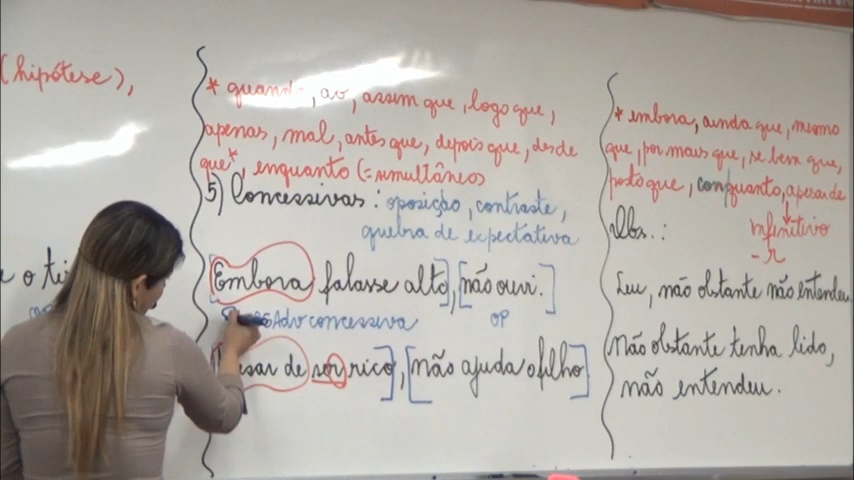 (hipótese),
* quando, ao, assim que, logo que,
apenas, mal, antes que, depois que, desde
que*, enquanto (= simultâneos
5) Concessivas: oposição, contraste,
quebra de expectativa
[Embora falasse alto], [não ouvi.]
Adv concessiva OP
sar de ser rico], [não ajuda o filho]
* embora, ainda que, mesmo
que, por mais que, se bem que,
posto que, conquanto, apesar de
infinitivo
-r
Obs.:
Leu, não obstante não entendeu
Não obstante tenha lido,
não entendeu.